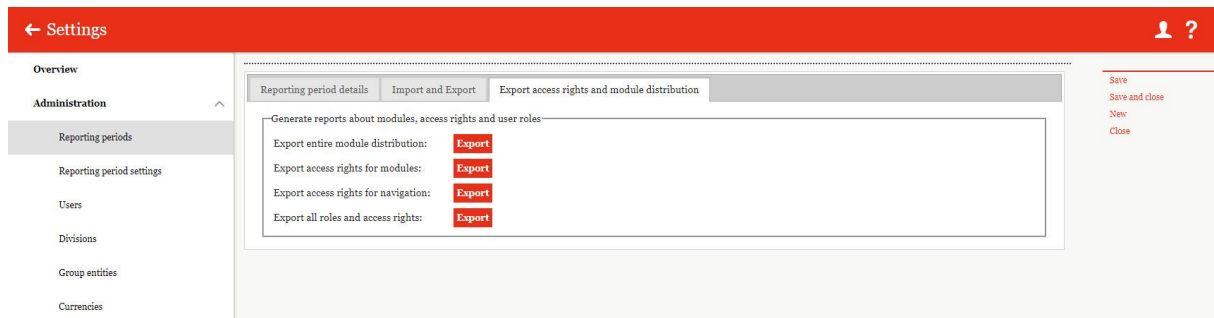 ← Settings
?
Overview
Administration
Reporting periods
Reporting period settings
Users
Divisions
Group entities
Currencies
Reporting period details
Import and Export
Export access rights and module distribution
Generate reports about modules, access rights and user roles
Export entire module distribution: Export
Export access rights for modules: Export
Export access rights for navigation: Export
Export all roles and access rights: Export
Save
Save and close
New
Close